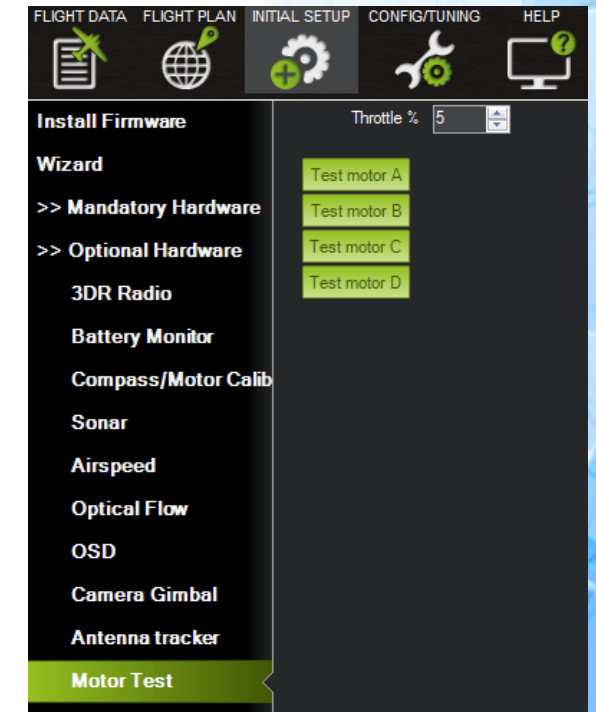 FLIGHT DATA FLIGHT PLAN INITIAL SETUP CONFIG/TUNING HELP
Install Firmware
Wizard
>> Mandatory Hardware
>> Optional Hardware
3DR Radio
Battery Monitor
Compass/Motor Calib
Sonar
Airspeed
Optical Flow
OSD
Camera Gimbal
Antenna tracker
Motor Test
Throttle % 5
Test motor A
Test motor B
Test motor C
Test motor D